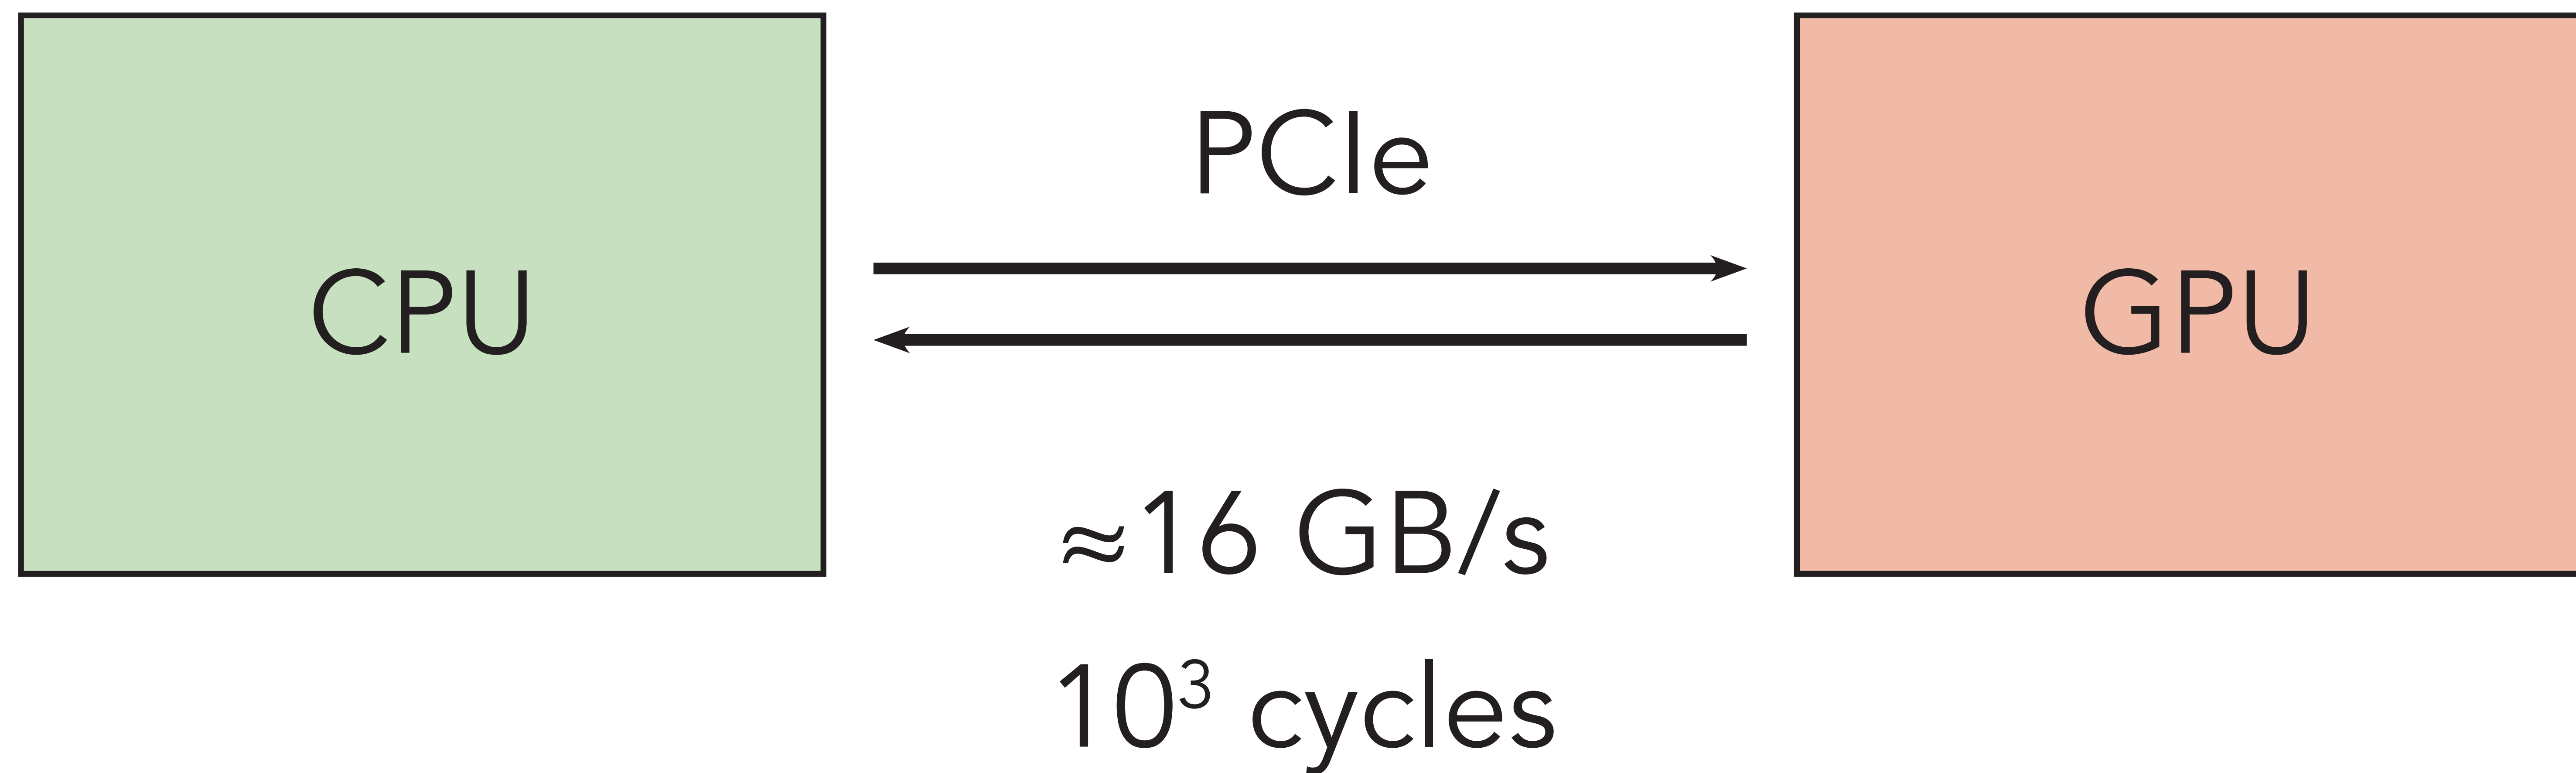 PCIe
CPU
GPU
≈16 GB/s
10³ cycles